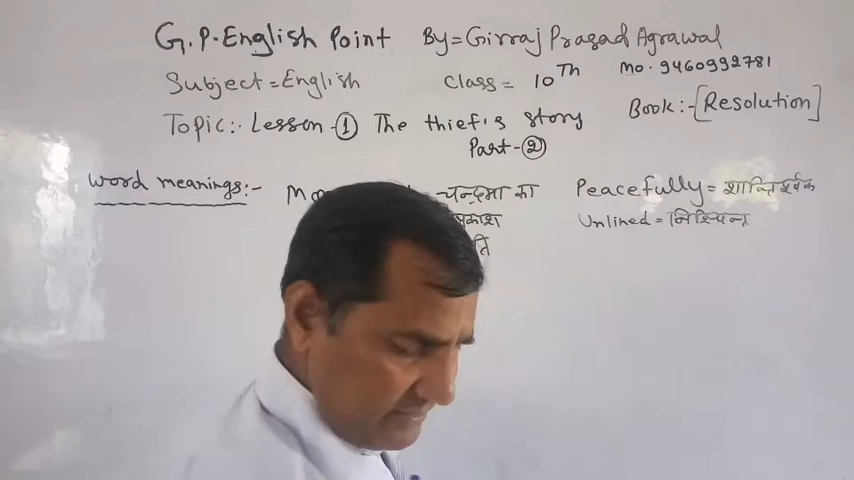 G.P. English Point By = Girraj Prasad Agrawal
Subject = English Class = 10Th Mo. 9460992781
Topic:- Lesson - 1 The thief's story Book:- [Resolution]
Part - 2
Word meanings:- चन्द्रमा का Peacefully = शान्तिपूर्वक
Unlined =